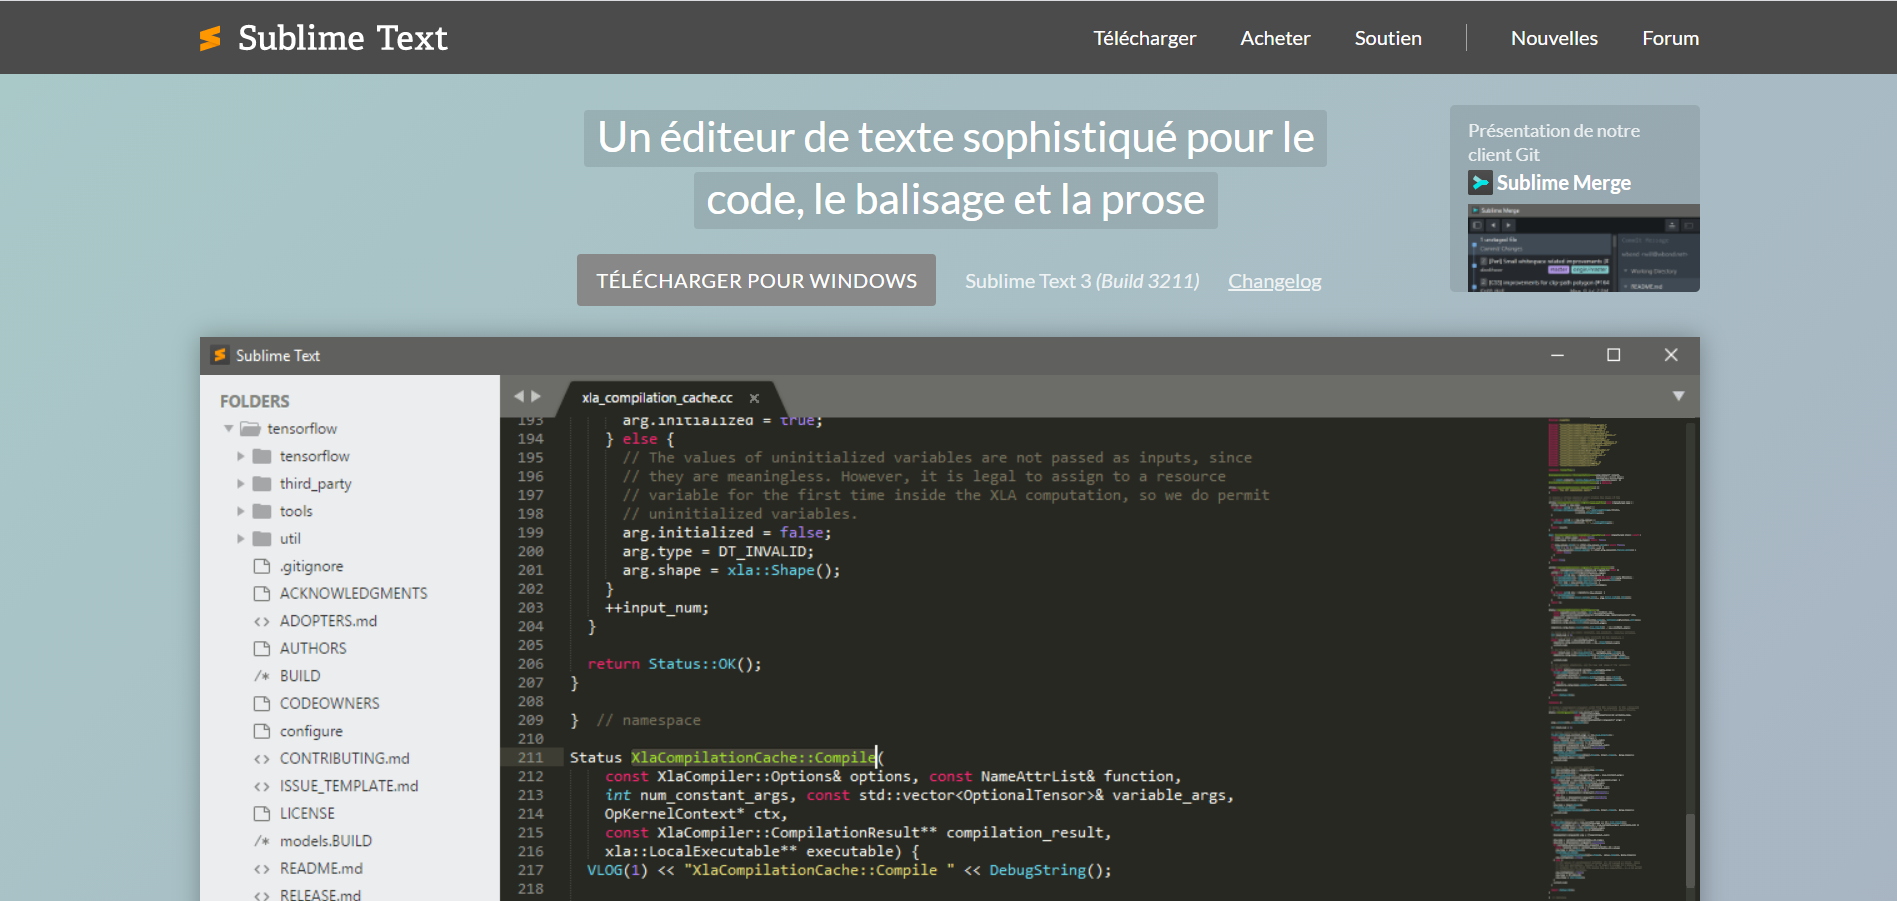 Sublime Text
Télécharger
Acheter
Soutien
Nouvelles
Forum
Un éditeur de texte sophistiqué pour le
code, le balisage et la prose
Présentation de notre
client Git
Sublime Merge
TÉLÉCHARGER POUR WINDOWS
Sublime Text 3 (Build 3211)
Changelog
Sublime Text
FOLDERS
tensorflow
tensorflow
third_party
tools
util
.gitignore
ACKNOWLEDGMENTS
<> ADOPTERS.md
AUTHORS
/* BUILD
CODEOWNERS
configure
<> CONTRIBUTING.md
<> ISSUE_TEMPLATE.md
LICENSE
/* models.BUILD
<> README.md
<> RELEASE.md
xla_compilation_cache.cc
193 arg.initialized = true;
194 } else {
195 // The values of uninitialized variables are not passed as inputs, since
196 // they are meaningless. However, it is legal to assign to a resource
197 // variable for the first time inside the XLA computation, so we do permit
198 // uninitialized variables.
199 arg.initialized = false;
200 arg.type = DT_INVALID;
201 arg.shape = xla::Shape();
202 }
203 ++input_num;
204 }
205
206 return Status::OK();
207 }
208
209 } // namespace
210
211 Status XlaCompilationCache::Compile(
212 const XlaCompiler::Options& options, const NameAttrList& function,
213 int num_constant_args, const std::vector<OptionalTensor>& variable_args,
214 OpKernelContext* ctx,
215 const XlaCompiler::CompilationResult** compilation_result,
216 xla::LocalExecutable** executable) {
217 VLOG(1) << "XlaCompilationCache::Compile " << DebugString();
218